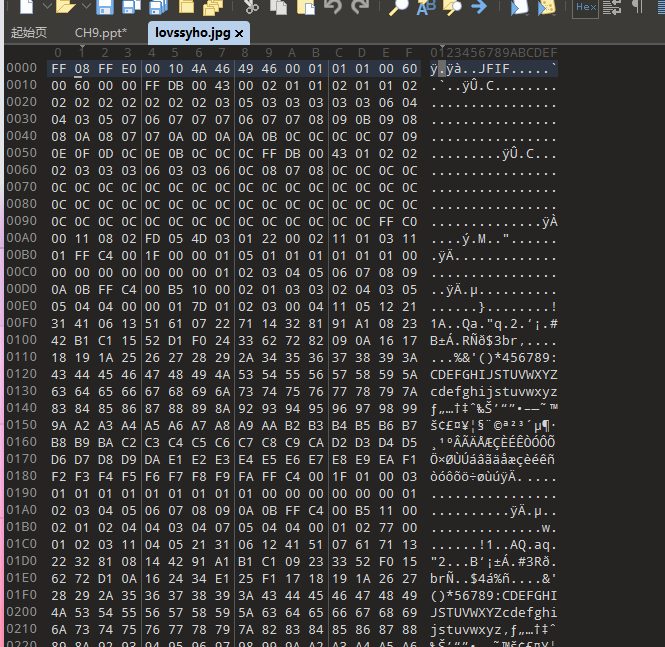 Hex
起始页 CH9.ppt* lovssyho.jpg ×
0 1 2 3 4 5 6 7 8 9 A B C D E F 0123456789ABCDEF
0000 FF 08 FF E0 00 10 4A 46 49 46 00 01 01 01 00 60 ÿ.ÿà..JFIF.....`
0010 00 60 00 00 FF DB 00 43 00 02 01 01 02 01 01 02 .`..ÿÛ.C........
0020 02 02 02 02 02 02 02 02 03 05 03 03 03 03 06 04 ................
0030 04 03 05 07 06 07 07 07 06 07 07 08 09 0B 09 08 ................
0040 08 0A 08 07 07 0A 0D 0A 0A 0B 0C 0C 0C 0C 07 09 ................
0050 0E 0F 0D 0C 0E 0B 0C 0C 0C FF DB 00 43 01 02 02 .........ÿÛ.C...
0060 02 03 03 03 06 03 03 06 0C 08 07 08 0C 0C 0C 0C ................
0070 0C 0C 0C 0C 0C 0C 0C 0C 0C 0C 0C 0C 0C 0C 0C 0C ................
0080 0C 0C 0C 0C 0C 0C 0C 0C 0C 0C 0C 0C 0C 0C 0C 0C ................
0090 0C 0C 0C 0C 0C 0C 0C 0C 0C 0C 0C 0C 0C 0C FF C0 ..............ÿÀ
00A0 00 11 08 02 FD 05 4D 03 01 22 00 02 11 01 03 11 ....ý.M.."......
00B0 01 FF C4 00 1F 00 00 01 05 01 01 01 01 01 01 00 .ÿÄ.............
00C0 00 00 00 00 00 00 00 01 02 03 04 05 06 07 08 09 ................
00D0 0A 0B FF C4 00 B5 10 00 02 01 03 03 02 04 03 05 ..ÿÄ.µ..........
00E0 05 04 04 00 00 01 7D 01 02 03 00 04 11 05 12 21 ......}........!
00F0 31 41 06 13 51 61 07 22 71 14 32 81 91 A1 08 23 1A..Qa."q.2.‘¡.#
0100 42 B1 C1 15 52 D1 F0 24 33 62 72 82 09 0A 16 17 B±Á.RÑð$3br‚....
0110 18 19 1A 25 26 27 28 29 2A 34 35 36 37 38 39 3A ...%&'()*456789:
0120 43 44 45 46 47 48 49 4A 53 54 55 56 57 58 59 5A CDEFGHIJSTUVWXYZ
0130 63 64 65 66 67 68 69 6A 73 74 75 76 77 78 79 7A cdefghijstuvwxyz
0140 83 84 85 86 87 88 89 8A 92 93 94 95 96 97 98 99 ƒ„…†‡ˆ‰Š’“”•–—˜™
0150 9A A2 A3 A4 A5 A6 A7 A8 A9 AA B2 B3 B4 B5 B6 B7 š¢£¤¥¦§¨©ª²³´µ¶·
0160 B8 B9 BA C2 C3 C4 C5 C6 C7 C8 C9 CA D2 D3 D4 D5 ¸¹ºÂÃÄÅÆÇÈÉÊÒÓÔÕ
0170 D6 D7 D8 D9 DA E1 E2 E3 E4 E5 E6 E7 E8 E9 EA F1 Ö×ØÙÚáâãäåæçèéêñ
0180 F2 F3 F4 F5 F6 F7 F8 F9 FA FF C4 00 1F 01 00 03 òóôõö÷øùúÿÄ.....
0190 01 01 01 01 01 01 01 01 01 00 00 00 00 00 00 01 ................
01A0 02 03 04 05 06 07 08 09 0A 0B FF C4 00 B5 11 00 ..........ÿÄ.µ..
01B0 02 01 02 04 04 03 04 07 05 04 04 00 01 02 77 00 ..............w.
01C0 01 02 03 11 04 05 21 31 06 12 41 51 07 61 71 13 ......!1..AQ.aq.
01D0 22 32 81 08 14 42 91 A1 B1 C1 09 23 33 52 F0 15 "2...B‘¡±Á.#3Rð.
01E0 62 72 D1 0A 16 24 34 E1 25 F1 17 18 19 1A 26 27 brÑ..$4á%ñ....&'
01F0 28 29 2A 35 36 37 38 39 3A 43 44 45 46 47 48 49 ()*56789:CDEFGHI
0200 4A 53 54 55 56 57 58 59 5A 63 64 65 66 67 68 69 JSTUVWXYZcdefghi
0210 6A 73 74 75 76 77 78 79 7A 82 83 84 85 86 87 88 jstuvwxyz‚ƒ„…†‡ˆ